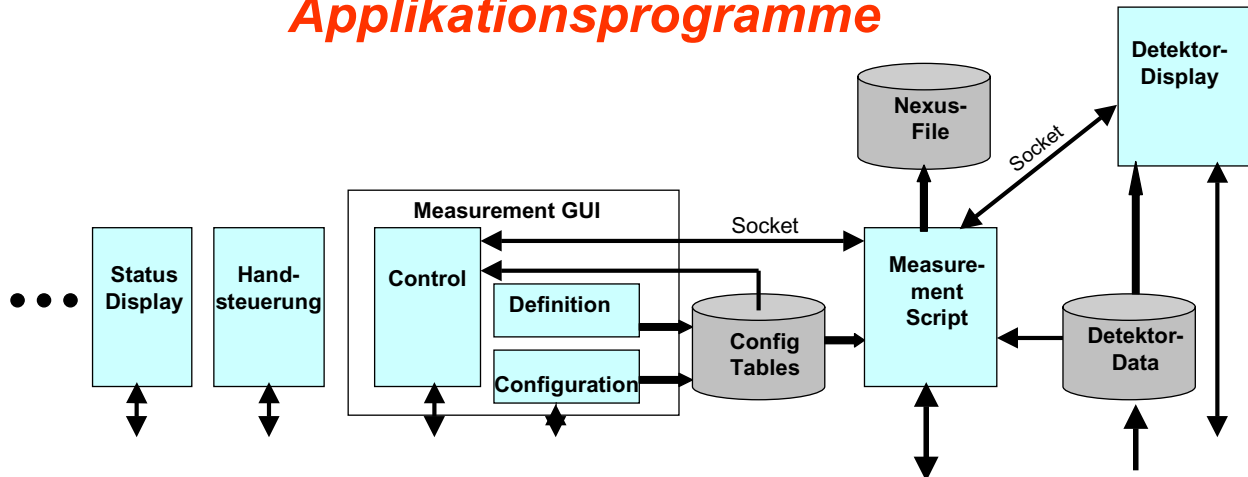 Applikationsprogramme
Detektor-
Display
Nexus-
File
Socket
Measurement GUI
Socket
Status
Display
Hand-
steuerung
Control
Definition
Configuration
Config
Tables
Measure-
ment
Script
Detektor-
Data